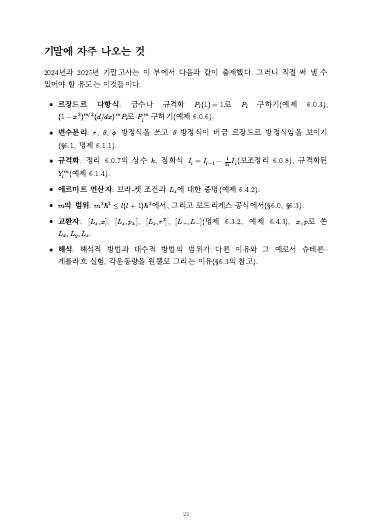 기말에 자주 나오는 것
2024년과 2025년 기말고사는 이 부에서 다음과 같이 출제했다. 그러니 직접 써 낼 수
있어야 할 유도는 이것들이다.
• 르장드르 다항식: 급수나 규격화 P_l(1) = 1로 P_l 구하기(예제 6.0.3),
(1 − x²)^{m/2}(d/dx)^m P_l로 P_l^m 구하기(예제 6.0.6).
• 변수분리: r, θ, φ 방정식을 쓰고 θ 방정식이 버금 르장드르 방정식임을 보이기
(§6.1, 명제 6.1.1).
• 규격화: 정리 6.0.7의 상수 k, 점화식 I_l = I_{l−1} − I_l(보조정리 6.0.8), 규격화된
Y_l^m(예제 6.1.4).
• 에르미트 연산자: 브라-켓 조건과 L_z에 대한 증명(예제 6.4.2).
• m의 범위: m²ħ² ≤ l(l + 1)ħ²에서, 그리고 로드리게스 공식에서(§6.0, §6.3).
• 교환자: [L_z, x], [L_z, p_x], [L_z, r²], [L_+, L_−](명제 6.3.2, 예제 6.4.3), x, p로 쓴
L_x, L_y, L_z.
• 해석: 해석적 방법과 대수적 방법의 범위가 다른 이유와 그 예로서 슈테른–
게를라흐 실험, 각운동량을 원뿔로 그리는 이유(§6.3의 참고).
22